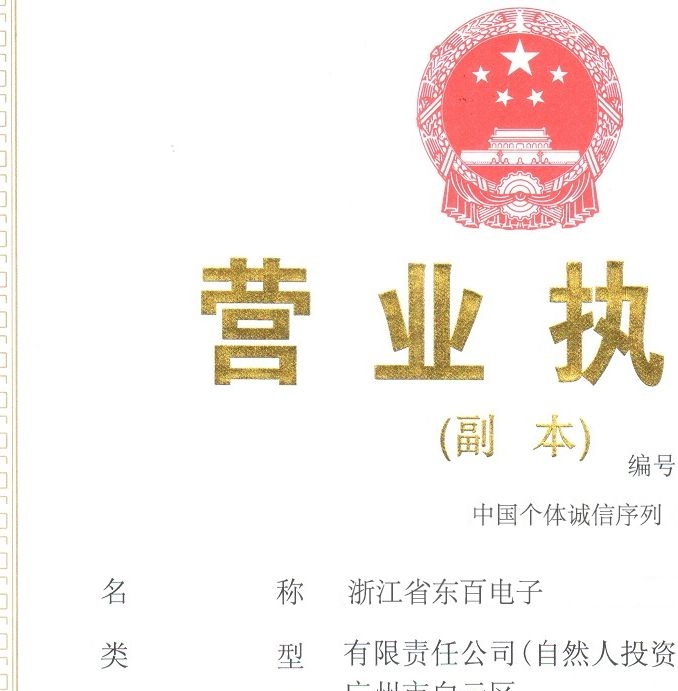 营业执
(副 本)
编号
中国个体诚信序列
名 称 浙江省东百电子
类 型 有限责任公司(自然人投资